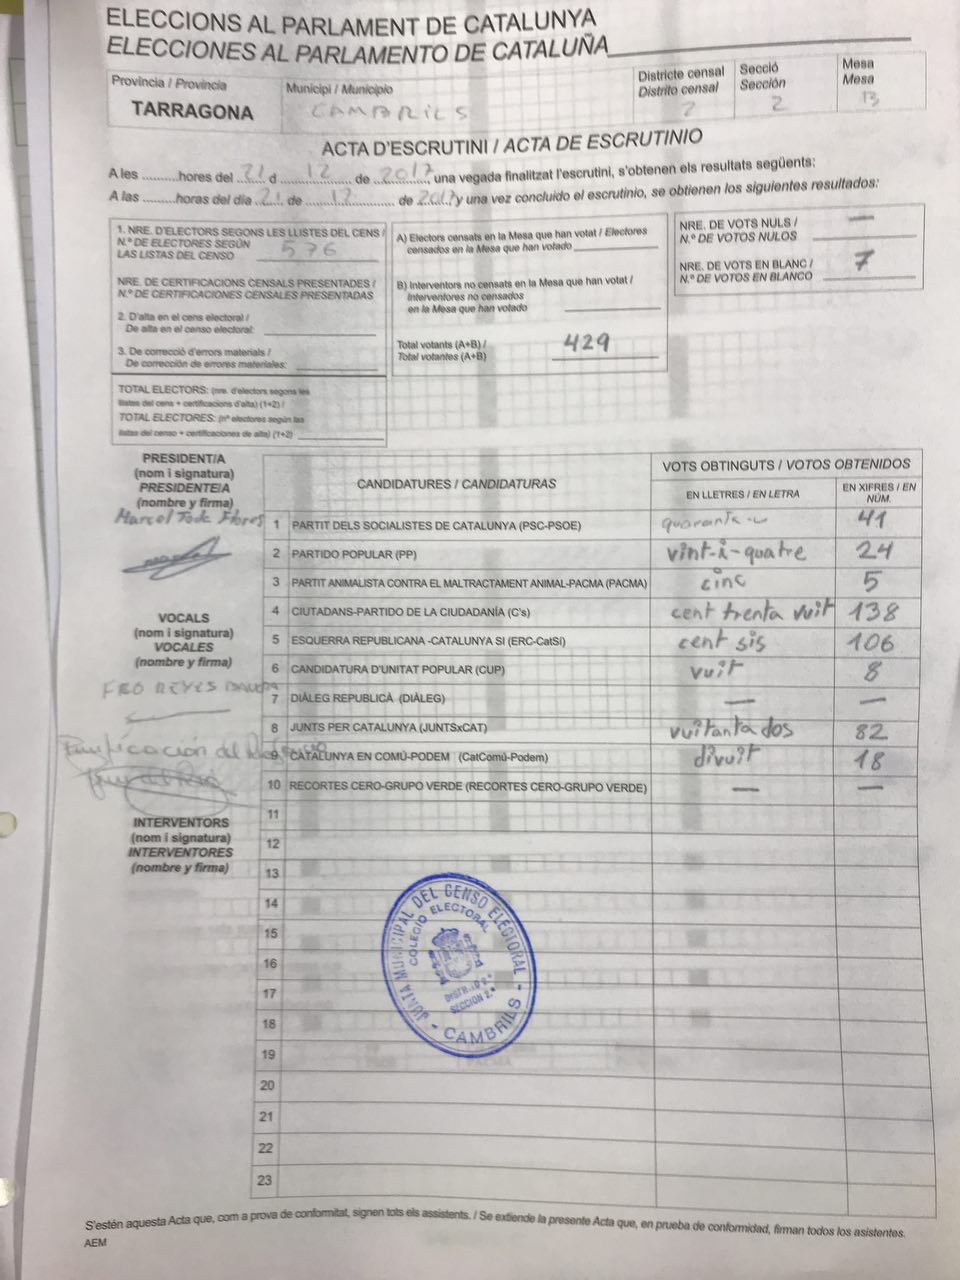 ELECCIONS AL PARLAMENT DE CATALUNYA
ELECCIONES AL PARLAMENTO DE CATALUÑA
Província / Provincia
TARRAGONA
Municipi / Municipio
CAMBRILS
Districte censal
Distrito censal
2
Secció
Sección
2
Mesa
Mesa
B
ACTA D'ESCRUTINI / ACTA DE ESCRUTINIO
A les ..........hores del 21 d 12 de 2017, una vegada finalitzat l'escrutini, s'obtenen els resultats següents:
A las ..........horas del día 21 de 12 de 2017 y una vez concluido el escrutinio, se obtienen los siguientes resultados:
1. NRE. D'ELECTORS SEGONS LES LLISTES DEL CENS /
N.º DE ELECTORES SEGÚN
LAS LISTAS DEL CENSO 576
NRE. DE CERTIFICACIONS CENSALS PRESENTADES /
N.º DE CERTIFICACIONES CENSALES PRESENTADAS
2. D'alta en el cens electoral /
De alta en el censo electoral:
3. De correcció d'errors materials /
De corrección de errores materiales:
TOTAL ELECTORS: (nre. d'electors segons les
llistes del cens + certificacions d'alta) (1+2) /
TOTAL ELECTORES: (nº electores según las
listas del censo + certificaciones de alta) (1+2)
A) Electors censats en la Mesa que han votat / Electores
censados en la Mesa que han votado
B) Interventors no censats en la Mesa que han votat /
Interventores no censados
en la Mesa que han votado
Total votants (A+B) /
Total votantes (A+B)
429
NRE. DE VOTS NULS /
N.º DE VOTOS NULOS —
NRE. DE VOTS EN BLANC /
N.º DE VOTOS EN BLANCO 7
PRESIDENT/A
(nom i signatura)
PRESIDENTE/A
(nombre y firma)
Marcel Flores
VOCALS
(nom i signatura)
VOCALES
(nombre y firma)
REYES
INTERVENTORS
(nom i signatura)
INTERVENTORES
(nombre y firma)
CANDIDATURES / CANDIDATURAS
VOTS OBTINGUTS / VOTOS OBTENIDOS
EN LLETRES / EN LETRA
EN XIFRES / EN NÚM.
1 PARTIT DELS SOCIALISTES DE CATALUNYA (PSC-PSOE) quaranta-u 41
2 PARTIDO POPULAR (PP) vint-i-quatre 24
3 PARTIT ANIMALISTA CONTRA EL MALTRACTAMENT ANIMAL-PACMA (PACMA) cinc 5
4 CIUTADANS-PARTIDO DE LA CIUDADANÍA (C's) cent trenta vuit 138
5 ESQUERRA REPUBLICANA -CATALUNYA SI (ERC-CatSí) cent sis 106
6 CANDIDATURA D'UNITAT POPULAR (CUP) vuit 8
7 DIÀLEG REPUBLICÀ (DIÀLEG) — —
8 JUNTS PER CATALUNYA (JUNTSxCAT) vuitanta dos 82
9 CATALUNYA EN COMÚ-PODEM (CatComú-Podem) divuit 18
10 RECORTES CERO-GRUPO VERDE (RECORTES CERO-GRUPO VERDE) — —
11
12
13
14
15
16
17
18
19
20
21
22
23
JUNTA MUNICIPAL DEL CENSO ELECTORAL
COLEGIO ELECTORAL
SECCION 2.ª
- CAMBRILS -
S'estén aquesta Acta que, com a prova de conformitat, signen tots els assistents. / Se extiende la presente Acta que, en prueba de conformidad, firman todos los asistentes.
AEM